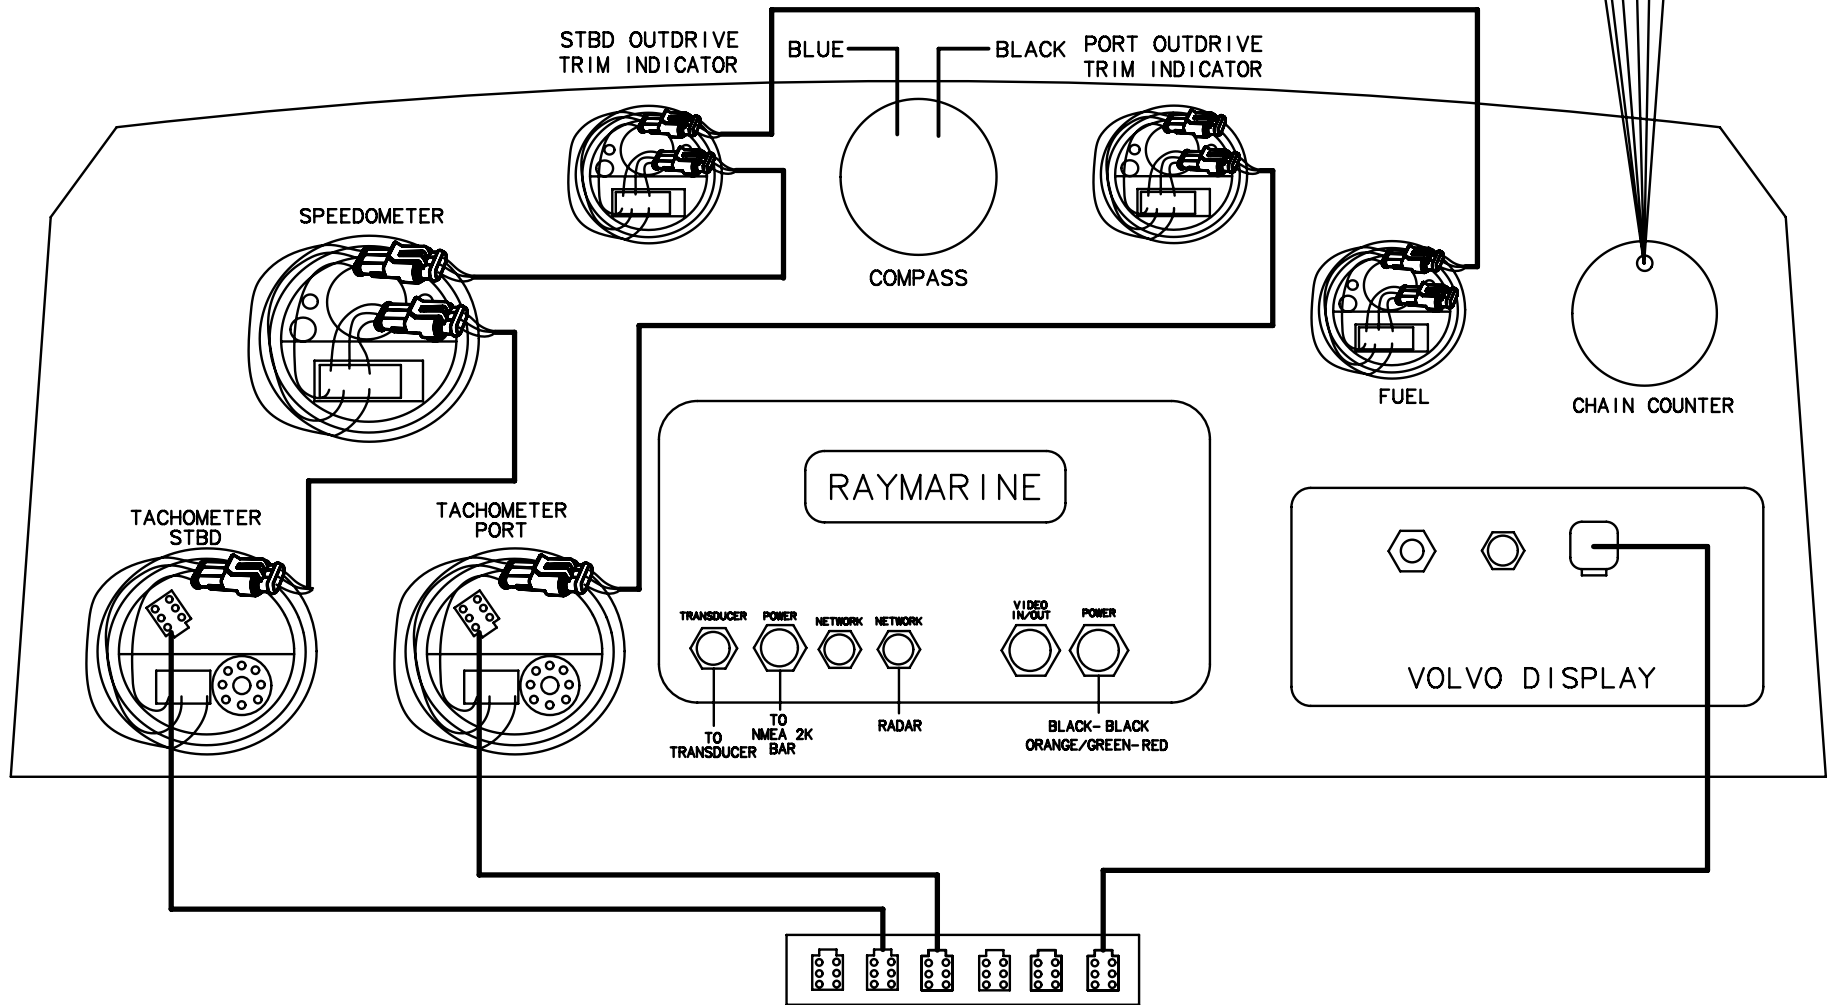 STBD OUTDRIVE
TRIM INDICATOR
BLUE
BLACK
PORT OUTDRIVE
TRIM INDICATOR
SPEEDOMETER
COMPASS
FUEL
CHAIN COUNTER
RAYMARINE
TACHOMETER
STBD
TACHOMETER
PORT
TRANSDUCER
POWER
NETWORK
NETWORK
VIDEO
IN/OUT
POWER
VOLVO DISPLAY
TO
TRANSDUCER
TO
NMEA 2K
BAR
RADAR
BLACK-BLACK
ORANGE/GREEN-RED